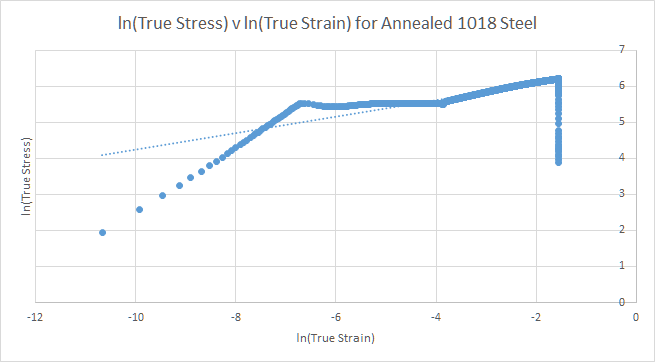 ln(True Stress) v ln(True Strain) for Annealed 1018 Steel
7
6
5
4
3
2
1
0
ln(True Stress)
-12 -10 -8 -6 -4 -2 0
ln(True Strain)